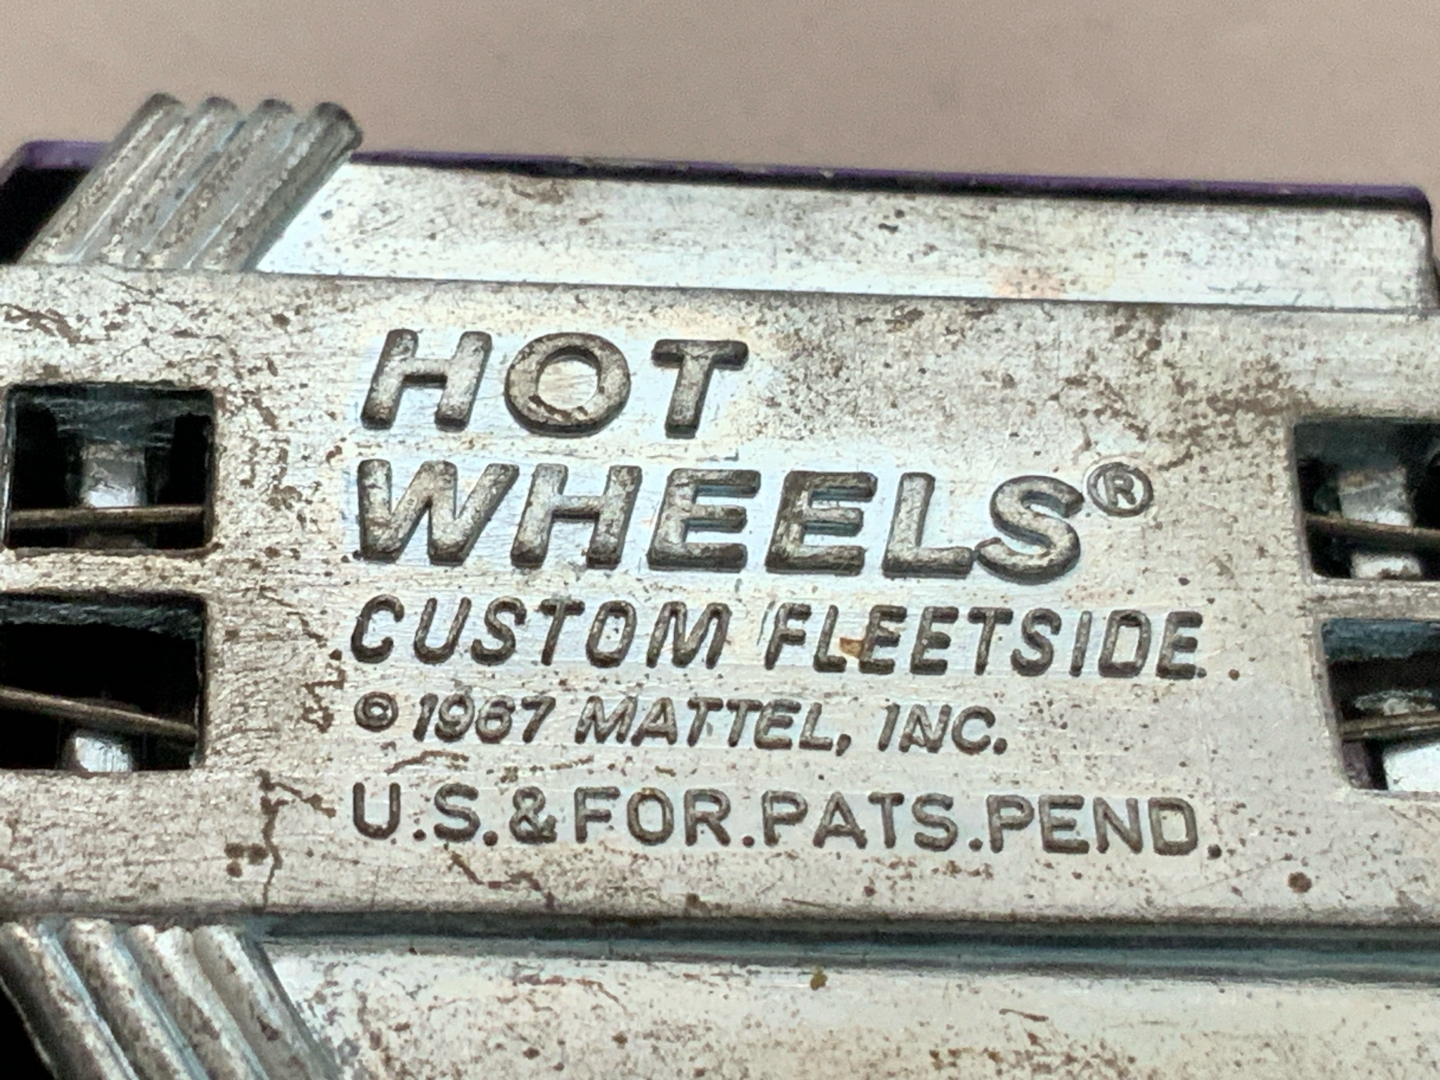 HOT
WHEELS®
CUSTOM FLEETSIDE
© 1967 MATTEL, INC.
U.S.&FOR.PATS.PEND.